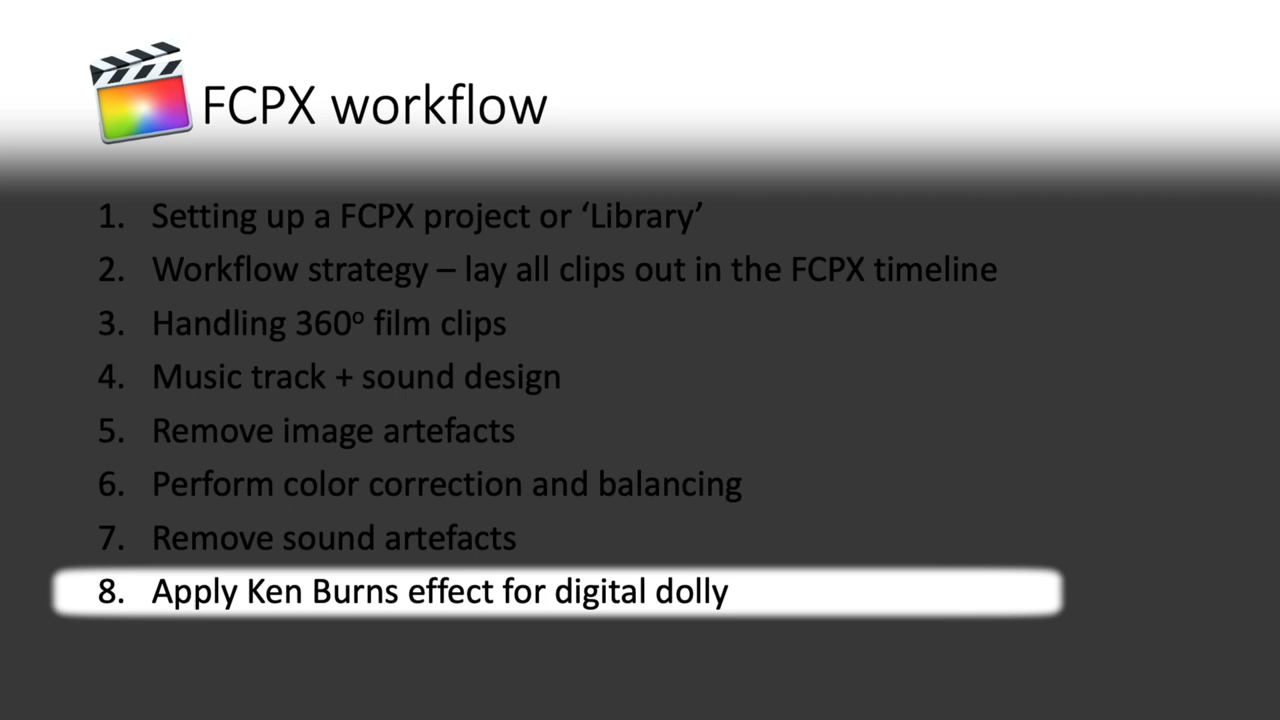 FCPX workflow
1. Setting up a FCPX project or ‘Library’
2. Workflow strategy – lay all clips out in the FCPX timeline
3. Handling 360º film clips
4. Music track + sound design
5. Remove image artefacts
6. Perform color correction and balancing
7. Remove sound artefacts
8. Apply Ken Burns effect for digital dolly